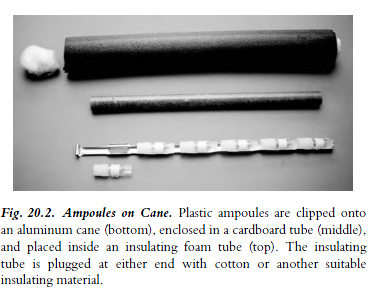 Fig. 20.2. Ampoules on Cane. Plastic ampoules are clipped onto
an aluminum cane (bottom), enclosed in a cardboard tube (middle),
and placed inside an insulating foam tube (top). The insulating
tube is plugged at either end with cotton or another suitable
insulating material.